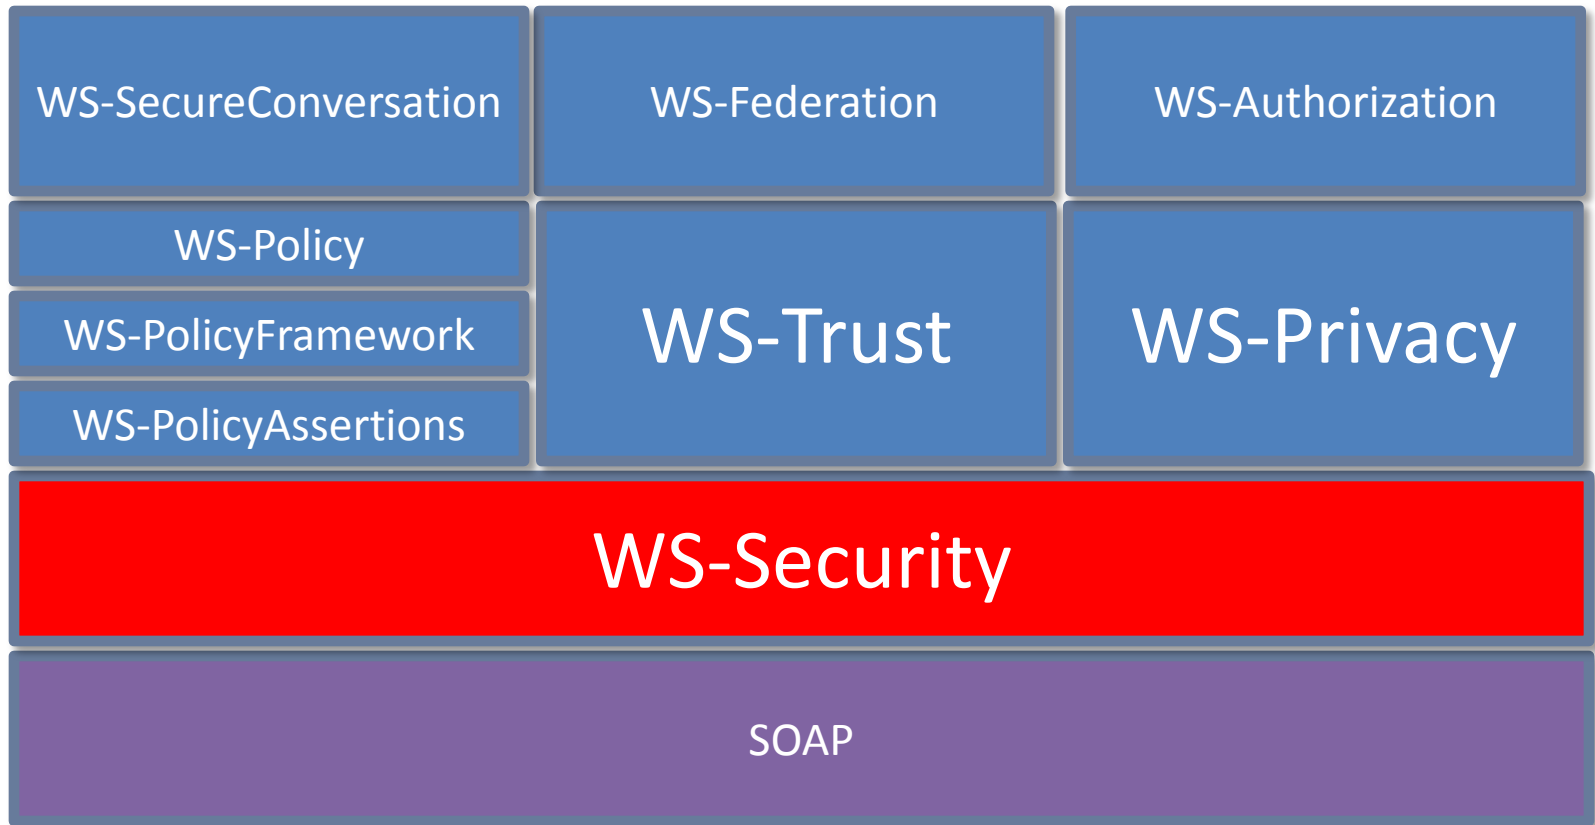 WS-SecureConversation
WS-Federation
WS-Authorization
WS-Policy
WS-PolicyFramework
WS-PolicyAssertions
WS-Trust
WS-Privacy
WS-Security
SOAP